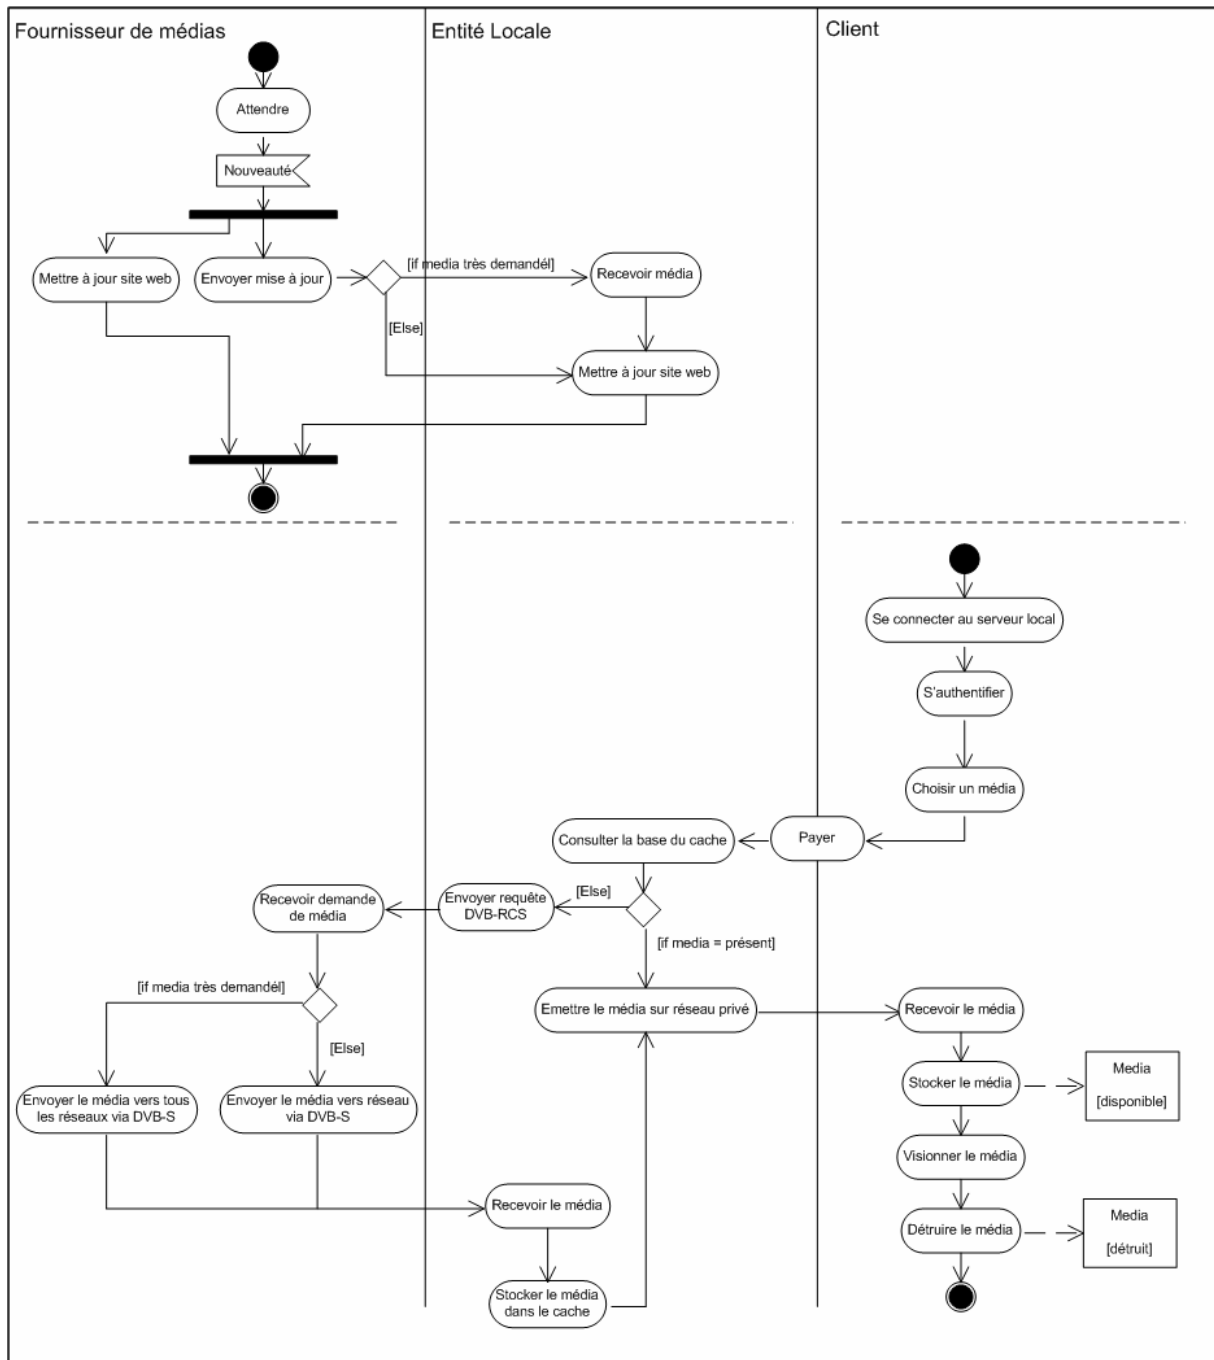 Fournisseur de médias
Entité Locale
Client
Attendre
Nouveauté
Mettre à jour site web
Envoyer mise à jour
[if media très demandé]
Recevoir média
[Else]
Mettre à jour site web
Se connecter au serveur local
S'authentifier
Choisir un média
Payer
Consulter la base du cache
[Else]
Envoyer requête
DVB-RCS
Recevoir demande
de média
[if media = présent]
[if media très demandé]
Emettre le média sur réseau privé
Recevoir le média
[Else]
Stocker le média
Media
[disponible]
Envoyer le média vers tous
les réseaux via DVB-S
Envoyer le média vers réseau
via DVB-S
Visionner le média
Recevoir le média
Détruire le média
Media
[détruit]
Stocker le média
dans le cache